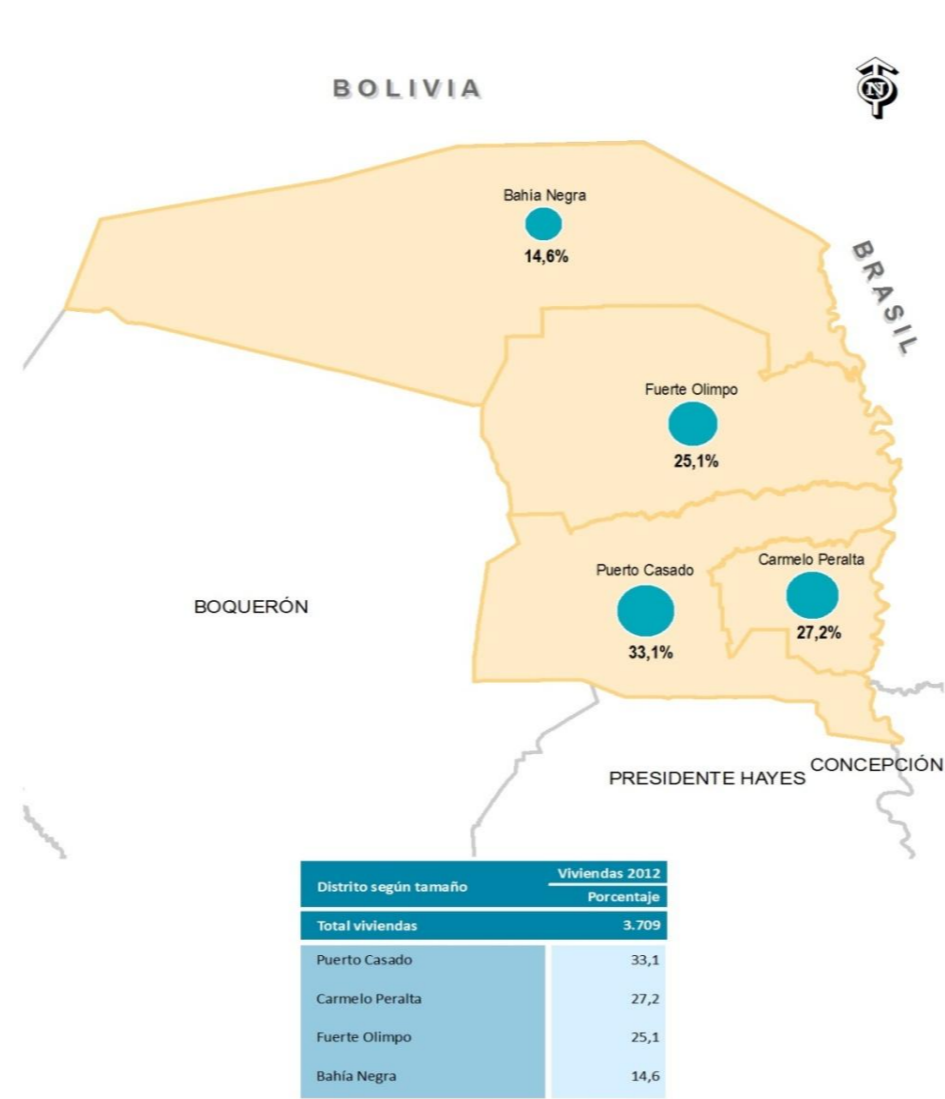 BOLIVIA
N
Bahia Negra
14,6%
BRASIL
Fuerte Olimpo
25,1%
Carmelo Peralta
27,2%
Puerto Casado
33,1%
BOQUERÓN
CONCEPCIÓN
PRESIDENTE HAYES
Distrito según tamaño
Viviendas 2012
Porcentaje
Total viviendas 3.709
Puerto Casado 33,1
Carmelo Peralta 27,2
Fuerte Olimpo 25,1
Bahía Negra 14,6